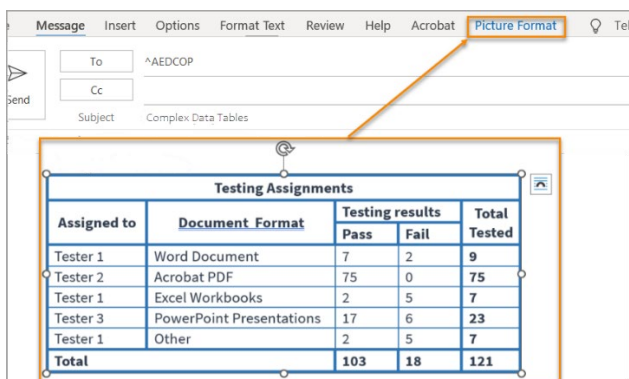 Message Insert Options Format Text Review Help Acrobat Picture Format
To ^AEDCOP
Send
Cc
Subject Complex Data Tables
Testing Assignments
Assigned to Document Format Testing results Total Tested
Pass Fail
Tester 1 Word Document 7 2 9
Tester 2 Acrobat PDF 75 0 75
Tester 1 Excel Workbooks 2 5 7
Tester 3 PowerPoint Presentations 17 6 23
Tester 1 Other 2 5 7
Total 103 18 121